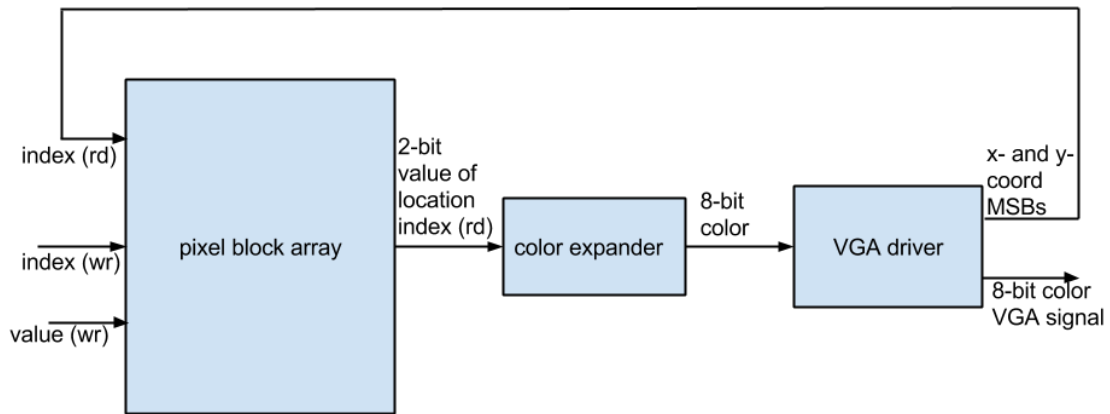 index (rd)
index (wr)
value (wr)
pixel block array
2-bit
value of
location
index (rd)
color expander
8-bit
color
VGA driver
x- and y-
coord
MSBs
8-bit color
VGA signal